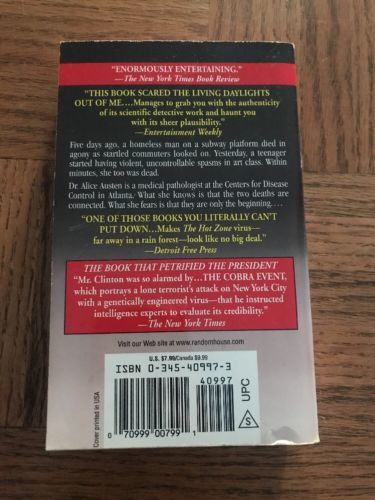 "ENORMOUSLY ENTERTAINING."
—The New York Times Book Review
"THIS BOOK SCARED THE LIVING DAYLIGHTS
OUT OF ME....Manages to grab you with the authenticity
of its scientific detective work and haunt you
with its sheer plausibility."
—Entertainment Weekly
Five days ago, a homeless man on a subway platform died in
agony as startled commuters looked on. Yesterday, a teenager
started having violent, uncontrollable spasms in art class. Within
minutes, she too was dead.
Dr. Alice Austen is a medical pathologist at the Centers for Disease
Control in Atlanta. What she knows is that the two deaths are
connected. What she fears is that they are only the beginning....
"ONE OF THOSE BOOKS YOU LITERALLY CAN'T
PUT DOWN...Makes The Hot Zone virus—
far away in a rain forest—look like no big deal."
—Detroit Free Press
THE BOOK THAT PETRIFIED THE PRESIDENT
"Mr. Clinton was so alarmed by...THE COBRA EVENT,
which portrays a lone terrorist's attack on New York City
with a genetically engineered virus—that he instructed
intelligence experts to evaluate its credibility."
—The New York Times
Visit our Web site at www.randomhouse.com
U.S. $7.99/Canada $9.99
ISBN 0-345-40997-3
40997
0 70999 00799 1
UPC
S
Cover printed in USA